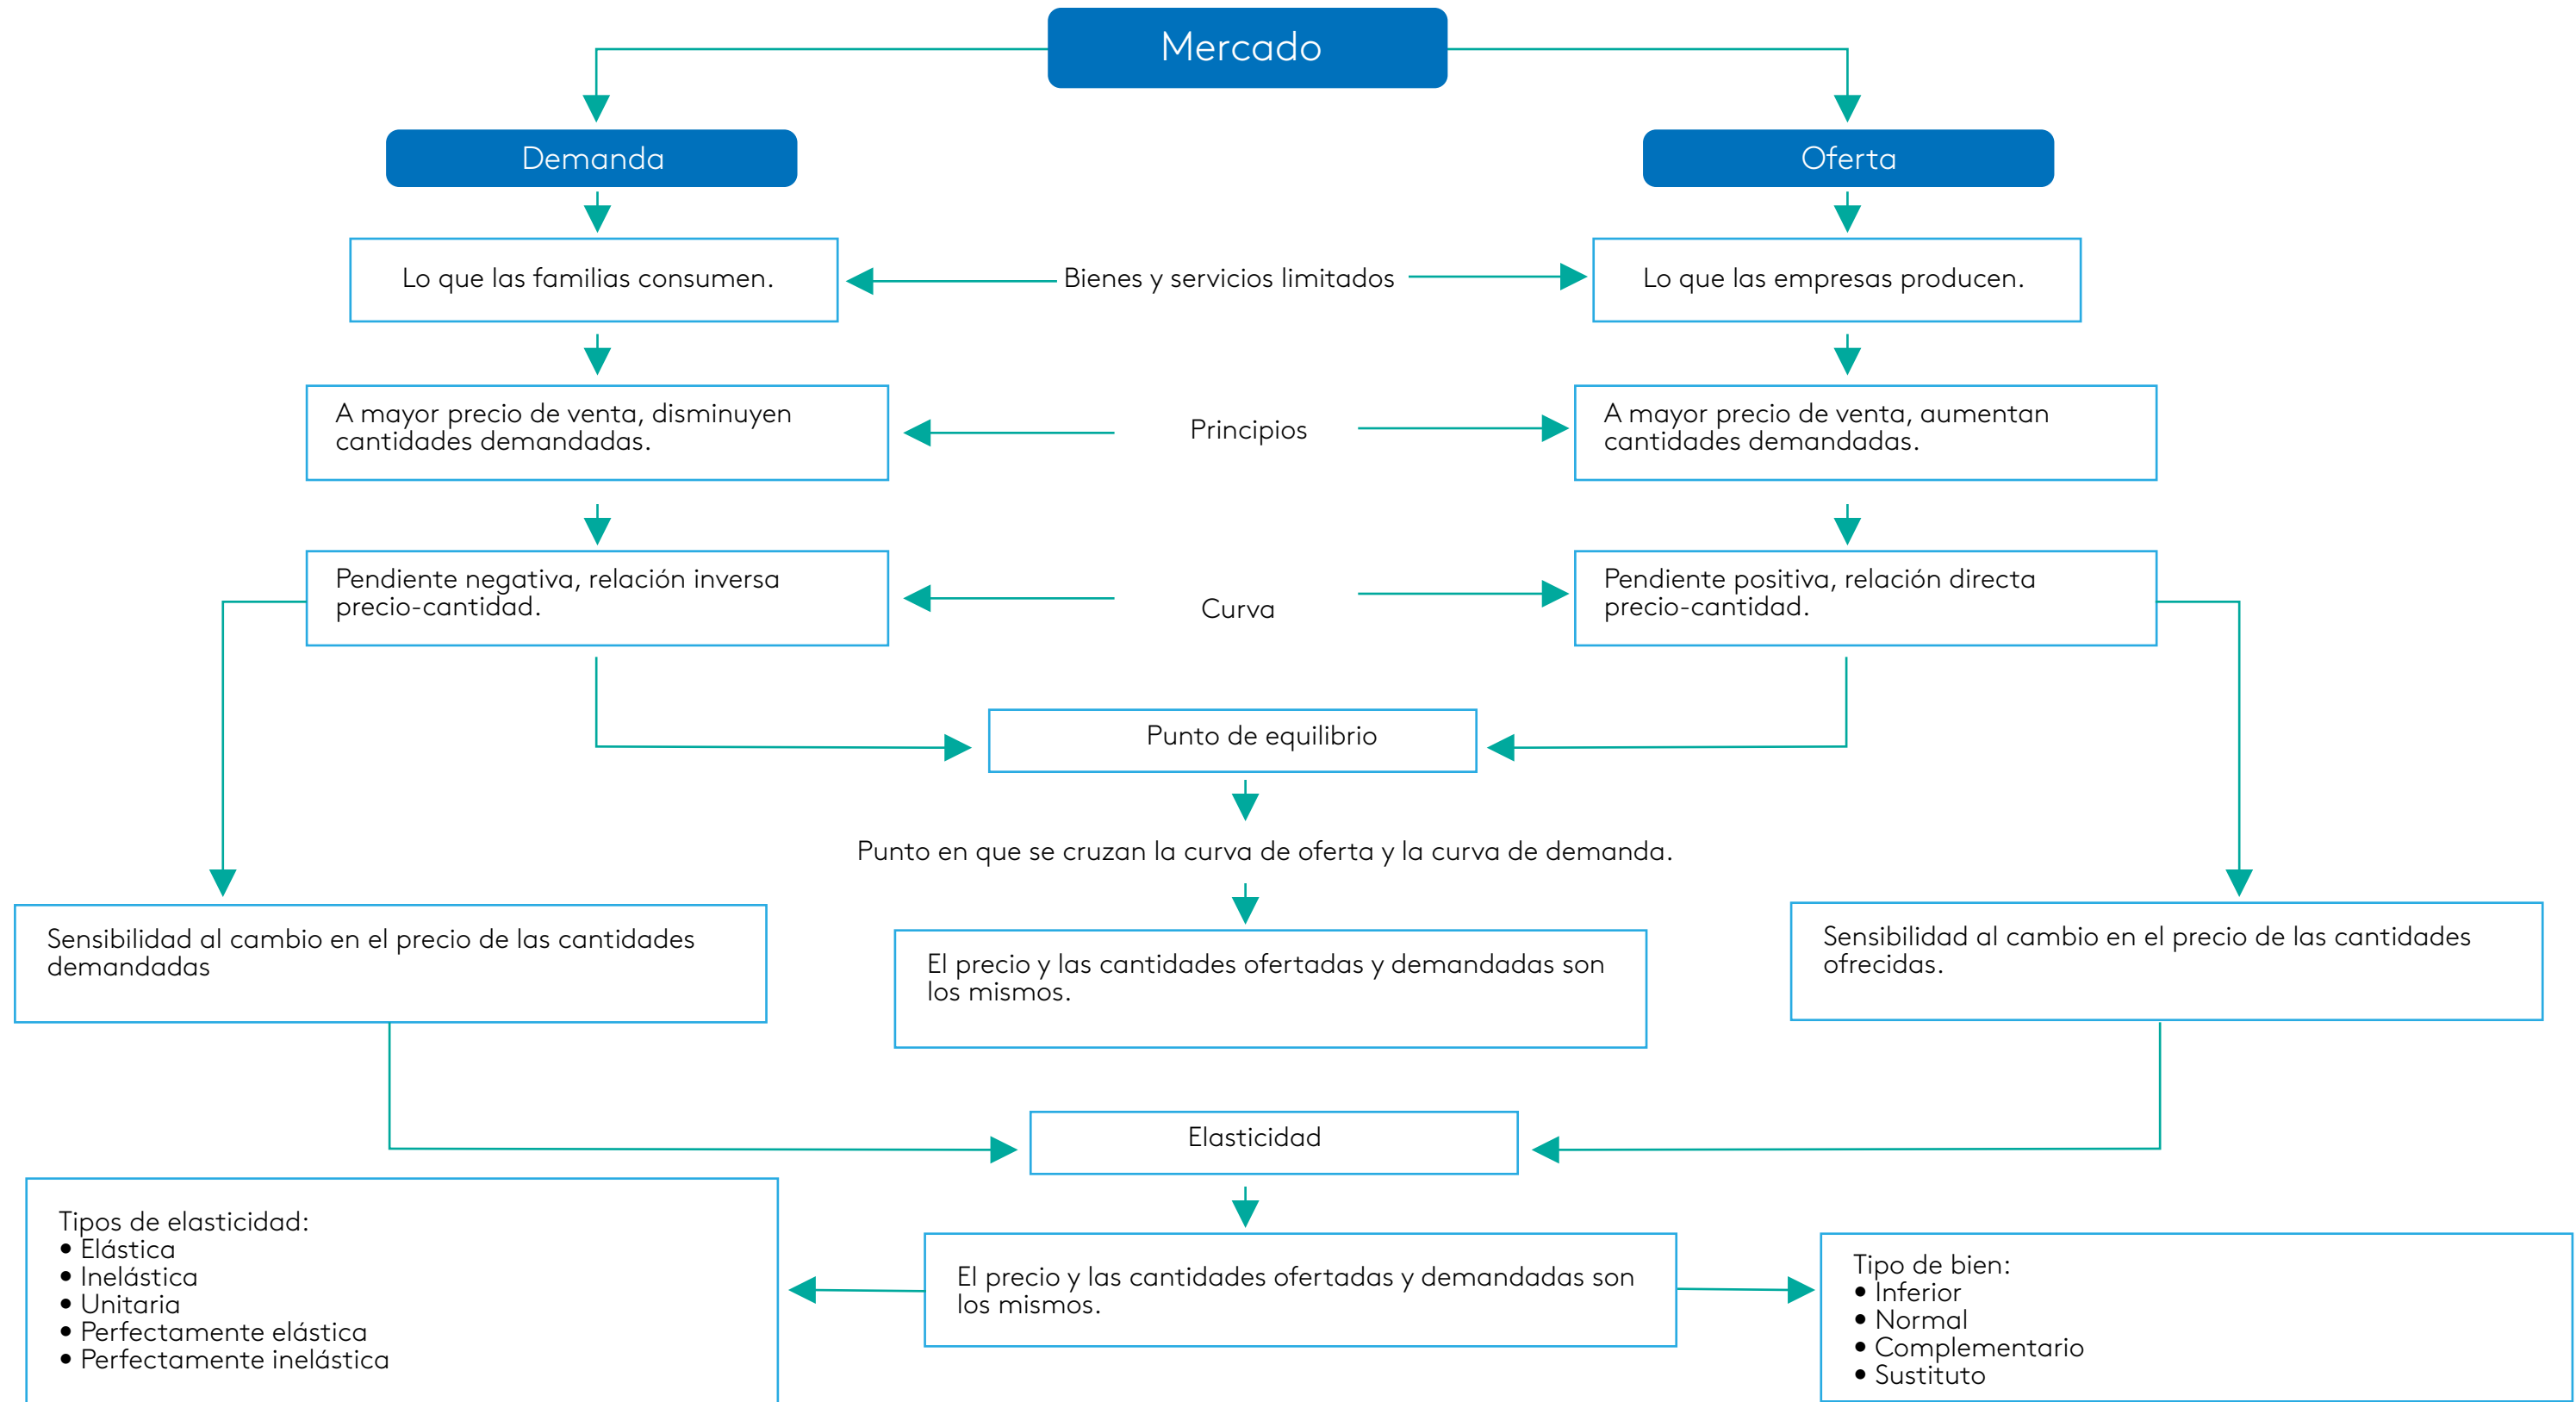 Mercado
Demanda
Oferta
Lo que las familias consumen.
Bienes y servicios limitados
Lo que las empresas producen.
A mayor precio de venta, disminuyen
cantidades demandadas.
Principios
A mayor precio de venta, aumentan
cantidades demandadas.
Pendiente negativa, relación inversa
precio-cantidad.
Curva
Pendiente positiva, relación directa
precio-cantidad.
Punto de equilibrio
Punto en que se cruzan la curva de oferta y la curva de demanda.
Sensibilidad al cambio en el precio de las cantidades
demandadas
El precio y las cantidades ofertadas y demandadas son
los mismos.
Sensibilidad al cambio en el precio de las cantidades
ofrecidas.
Elasticidad
Tipos de elasticidad:
• Elástica
• Inelástica
• Unitaria
• Perfectamente elástica
• Perfectamente inelástica
El precio y las cantidades ofertadas y demandadas son
los mismos.
Tipo de bien:
• Inferior
• Normal
• Complementario
• Sustituto